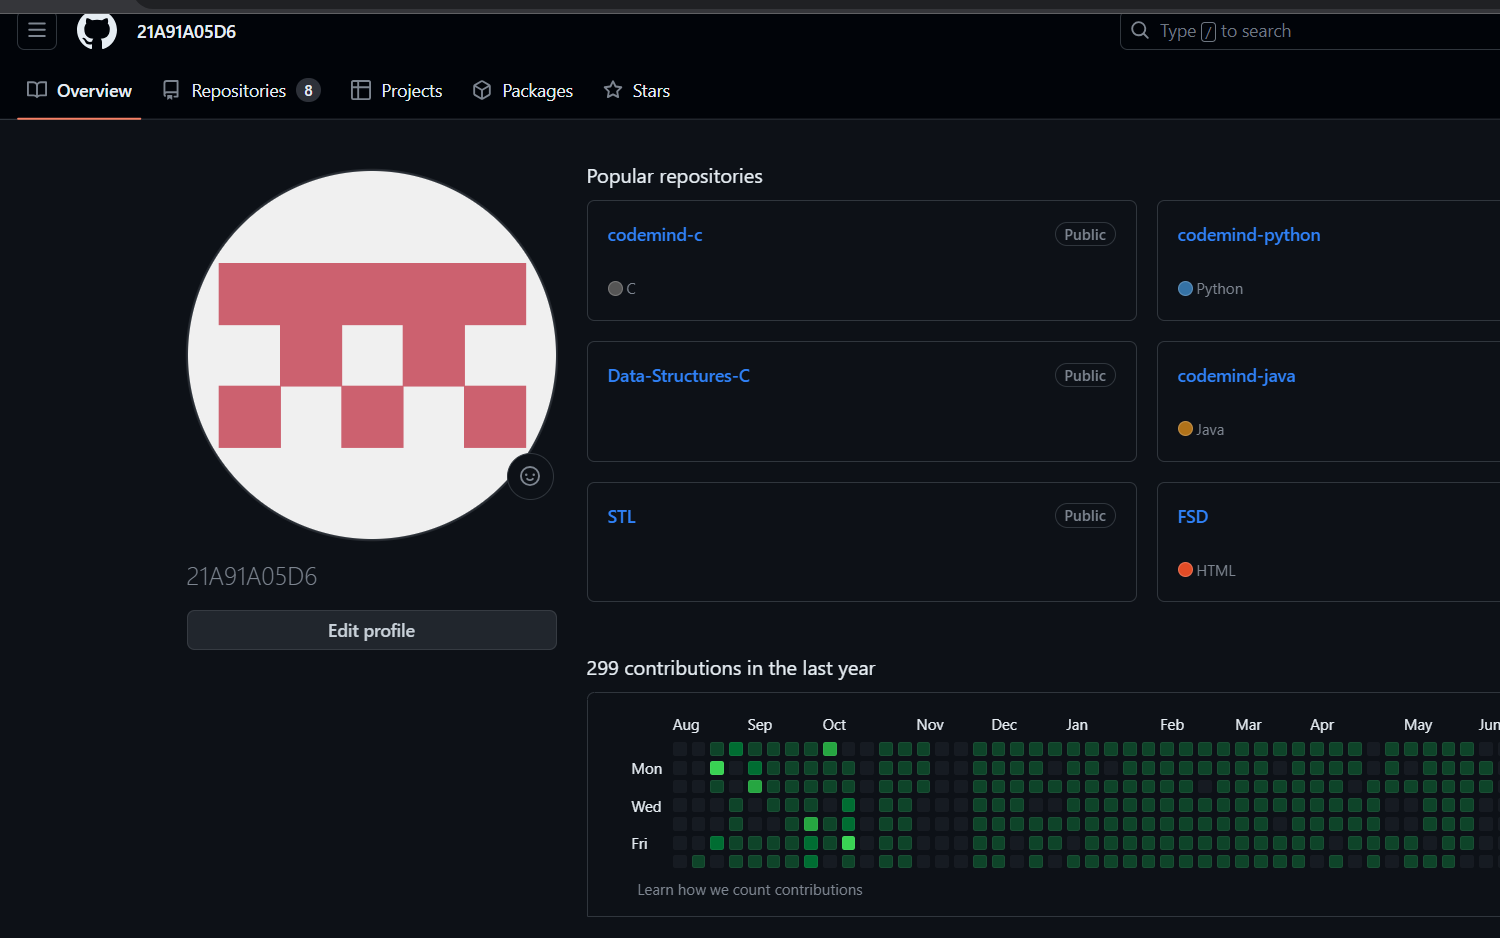 21A91A05D6
Type / to search
Overview
Repositories 8
Projects
Packages
Stars
Popular repositories
codemind-c Public
C
codemind-python
Python
Data-Structures-C Public
codemind-java
Java
STL Public
FSD
HTML
21A91A05D6
Edit profile
299 contributions in the last year
Aug Sep Oct Nov Dec Jan Feb Mar Apr May Jun
Mon
Wed
Fri
Learn how we count contributions